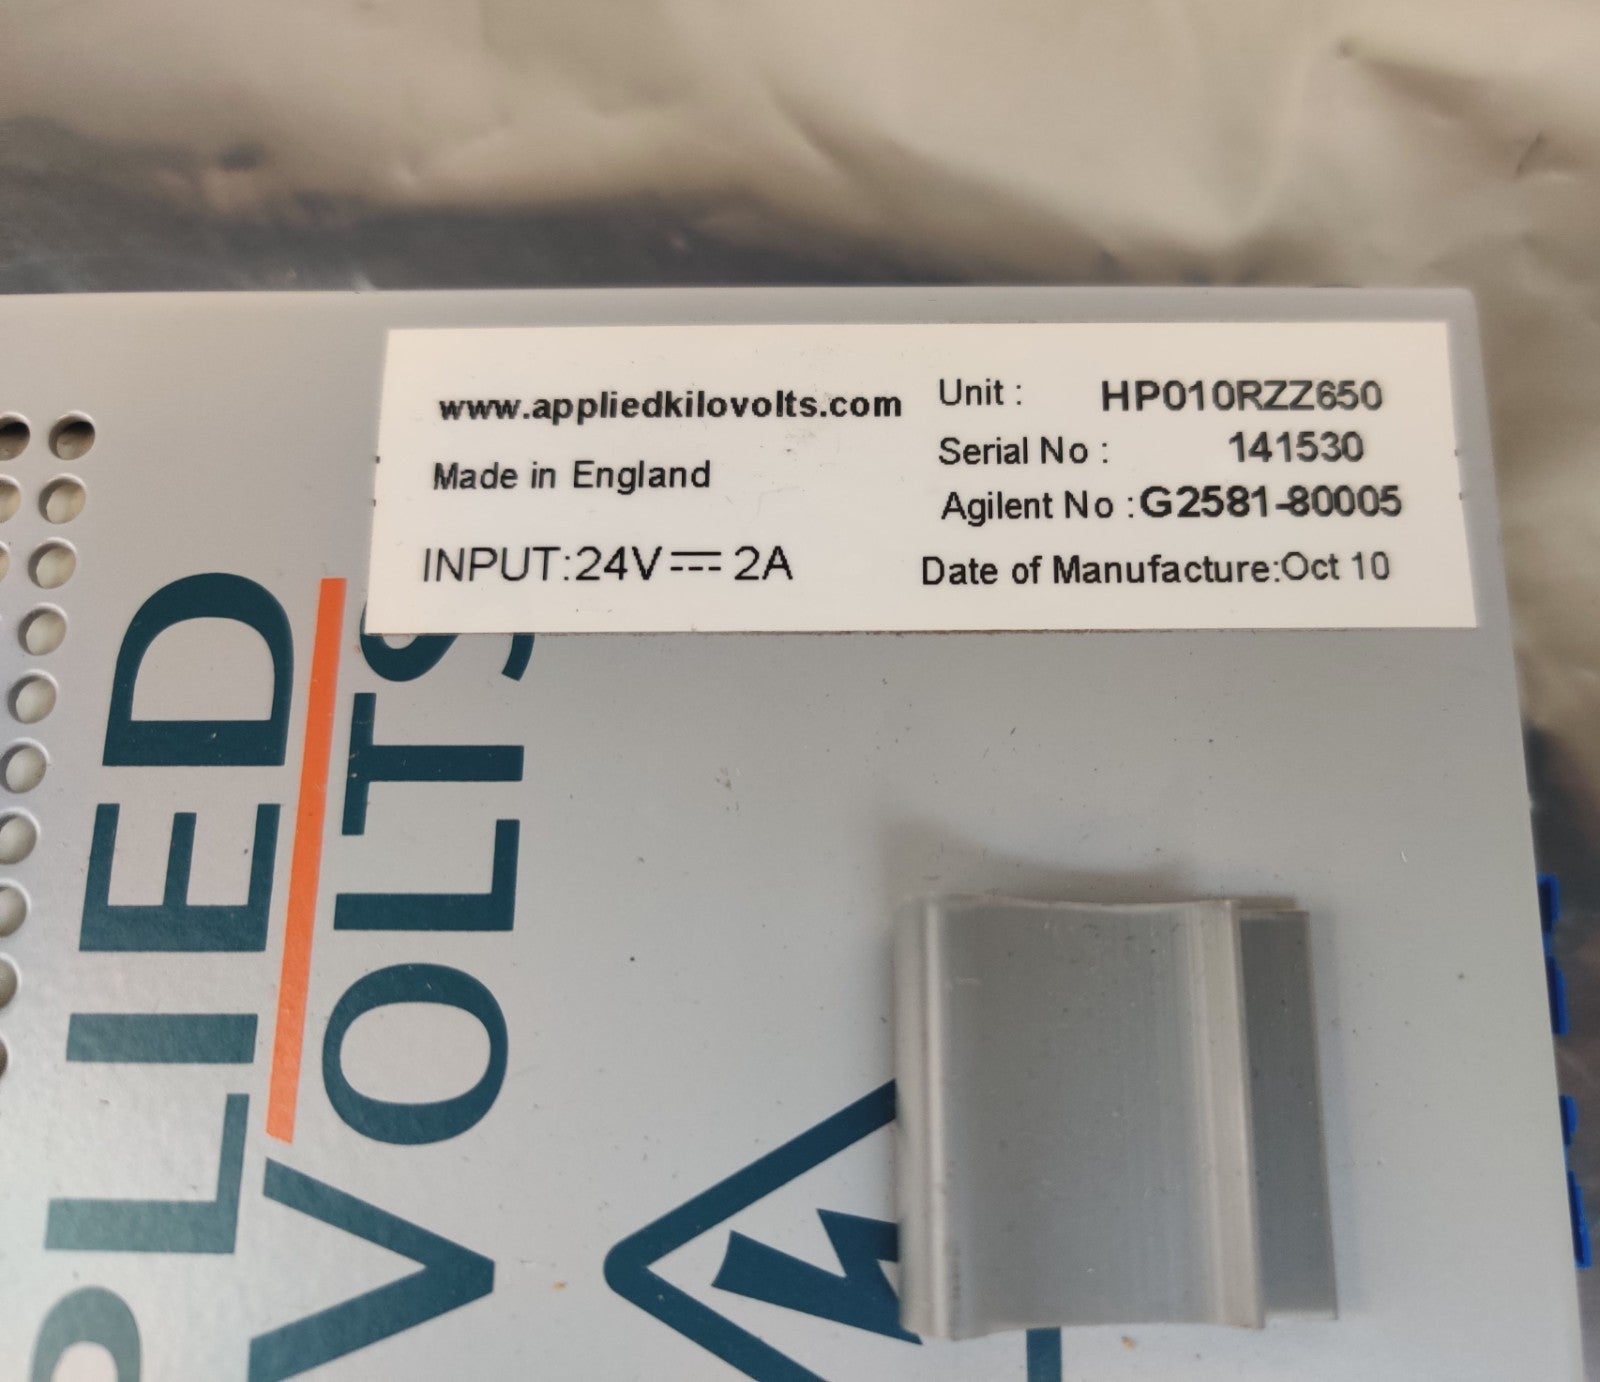 www.appliedkilovolts.com
Made in England
INPUT:24V⎓2A
Unit : HP010RZZ650
Serial No : 141530
Agilent No :G2581-80005
Date of Manufacture:Oct 10
PLIED
VOLTS